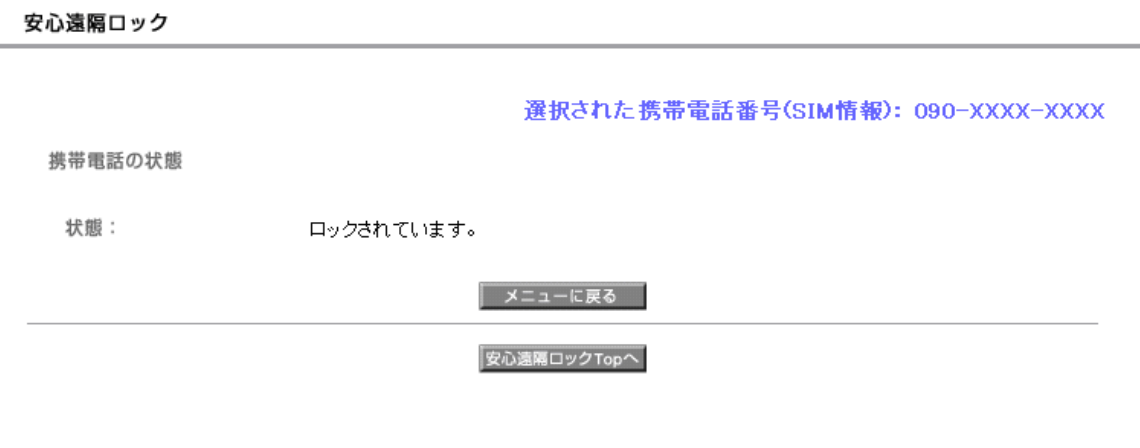 安心遠隔ロック
選択された携帯電話番号(SIM情報): 090-XXXX-XXXX
携帯電話の状態
状態： ロックされています。
メニューに戻る
安心遠隔ロックTopへ